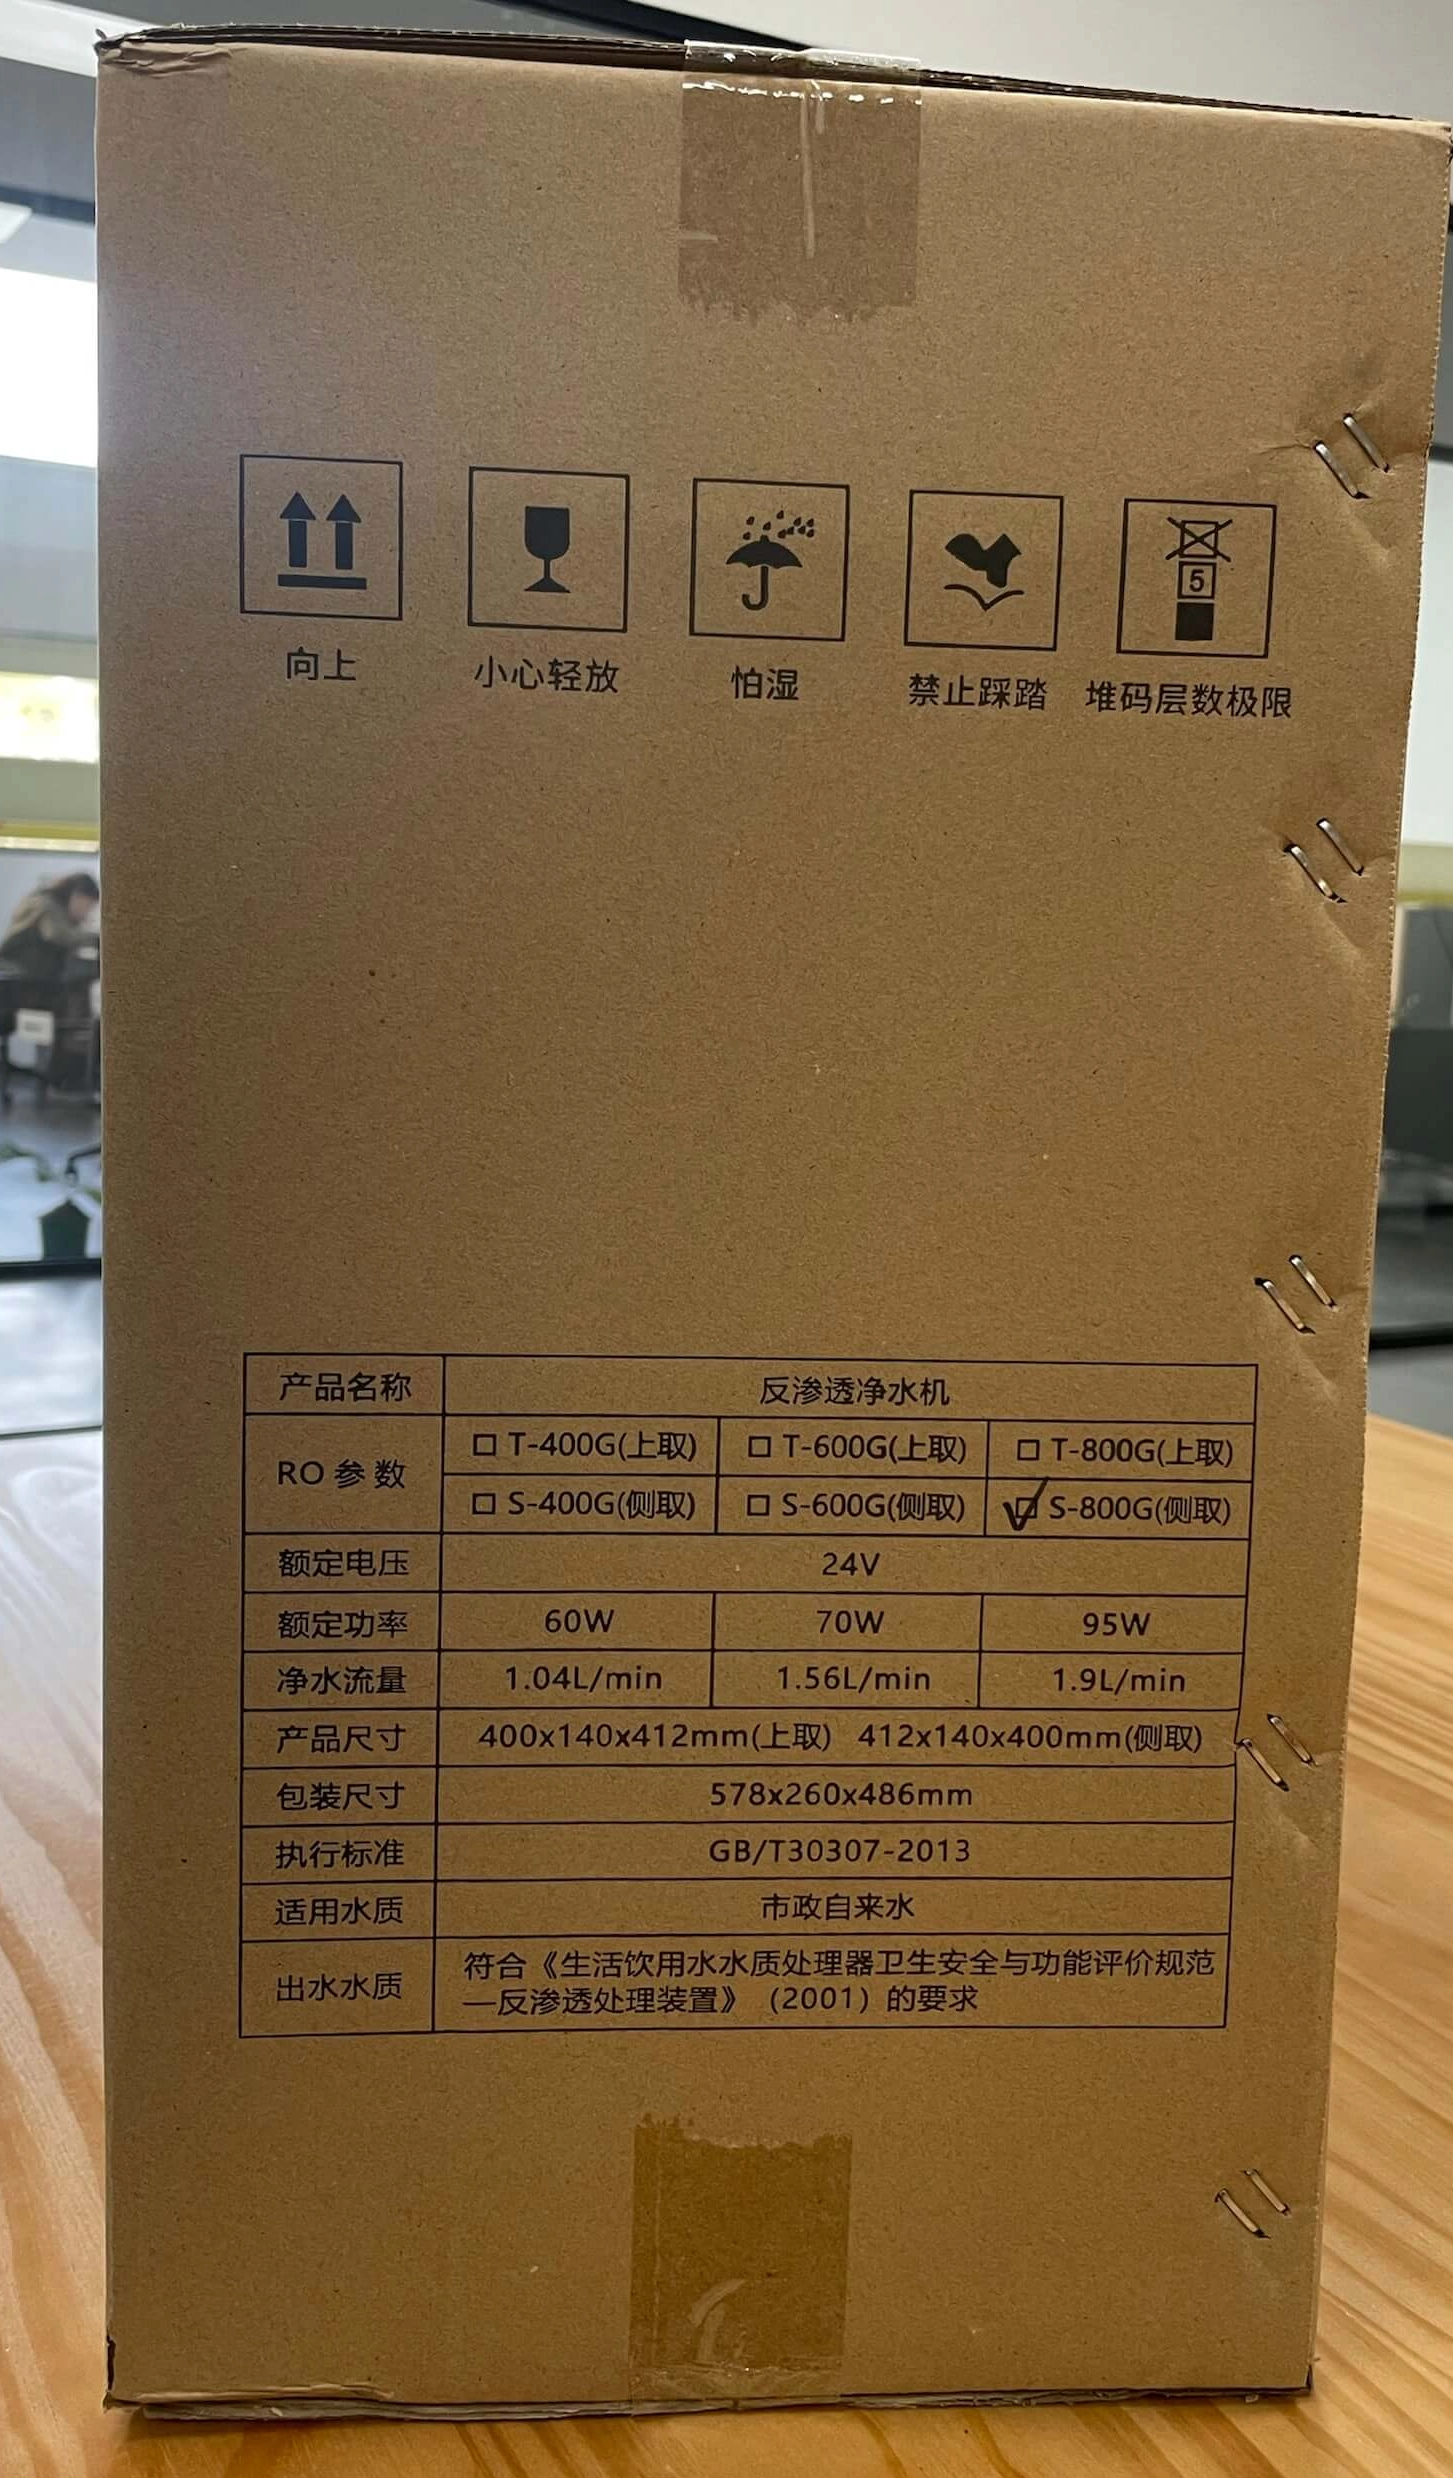 5
向上 小心轻放 怕湿 禁止踩踏 堆码层数极限
产品名称 反渗透净水机
RO 参数
□ T-400G(上取) □ T-600G(上取) □ T-800G(上取)
□ S-400G(侧取) □ S-600G(侧取) ☑ S-800G(侧取)
额定电压 24V
额定功率 60W 70W 95W
净水流量 1.04L/min 1.56L/min 1.9L/min
产品尺寸 400x140x412mm(上取) 412x140x400mm(侧取)
包装尺寸 578x260x486mm
执行标准 GB/T30307-2013
适用水质 市政自来水
出水水质 符合《生活饮用水水质处理器卫生安全与功能评价规范
—反渗透处理装置》（2001）的要求